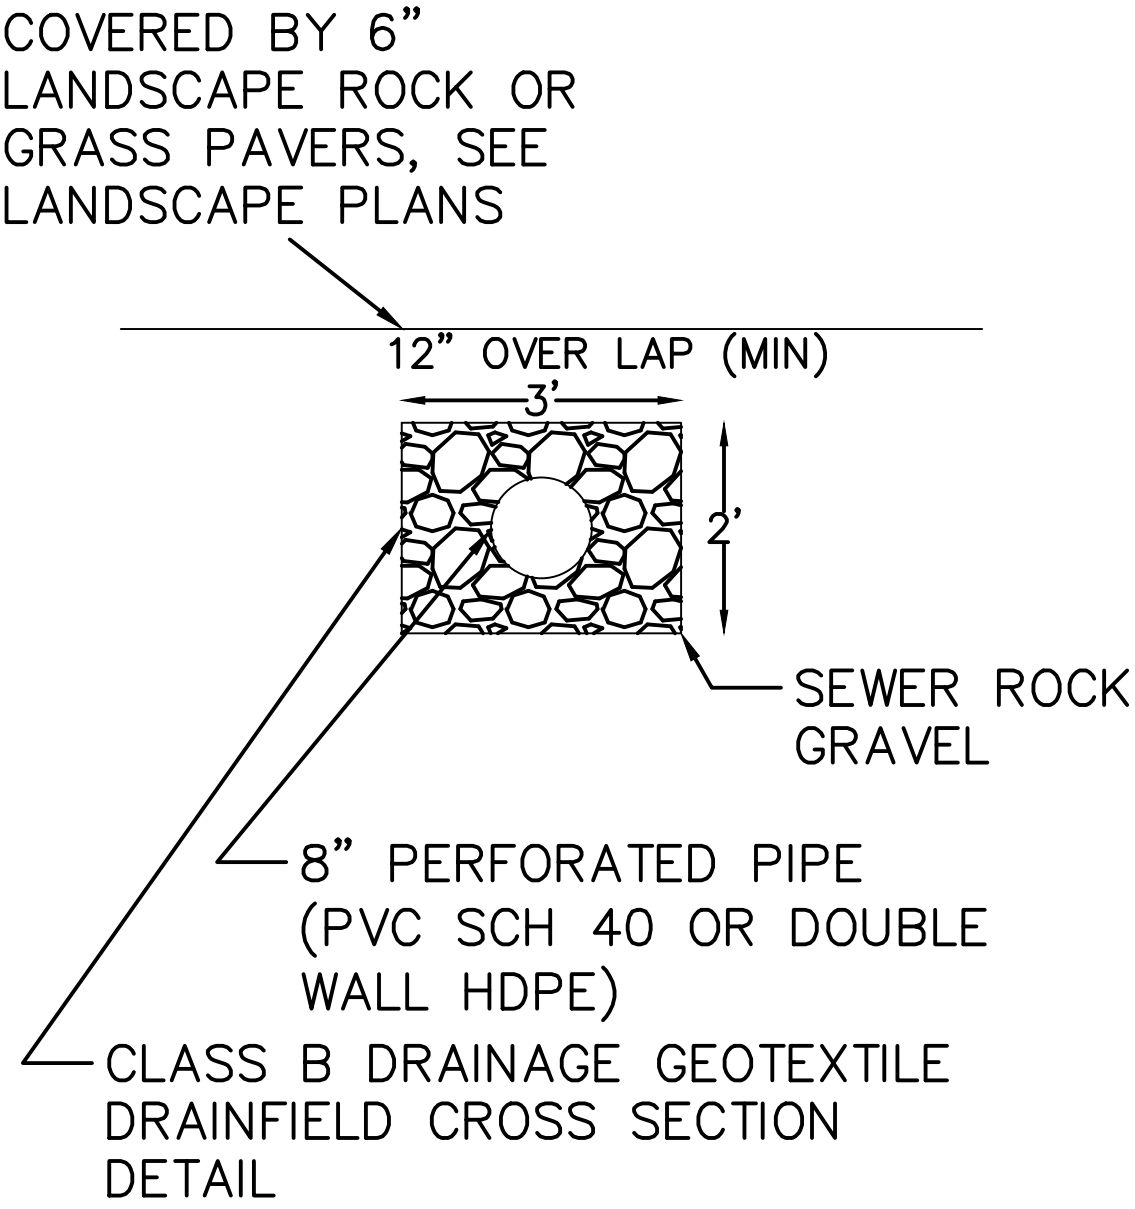 COVERED BY 6”
LANDSCAPE ROCK OR
GRASS PAVERS, SEE
LANDSCAPE PLANS
12” OVER LAP (MIN)
3’
2’
SEWER ROCK
GRAVEL
8” PERFORATED PIPE
(PVC SCH 40 OR DOUBLE
WALL HDPE)
CLASS B DRAINAGE GEOTEXTILE
DRAINFIELD CROSS SECTION
DETAIL